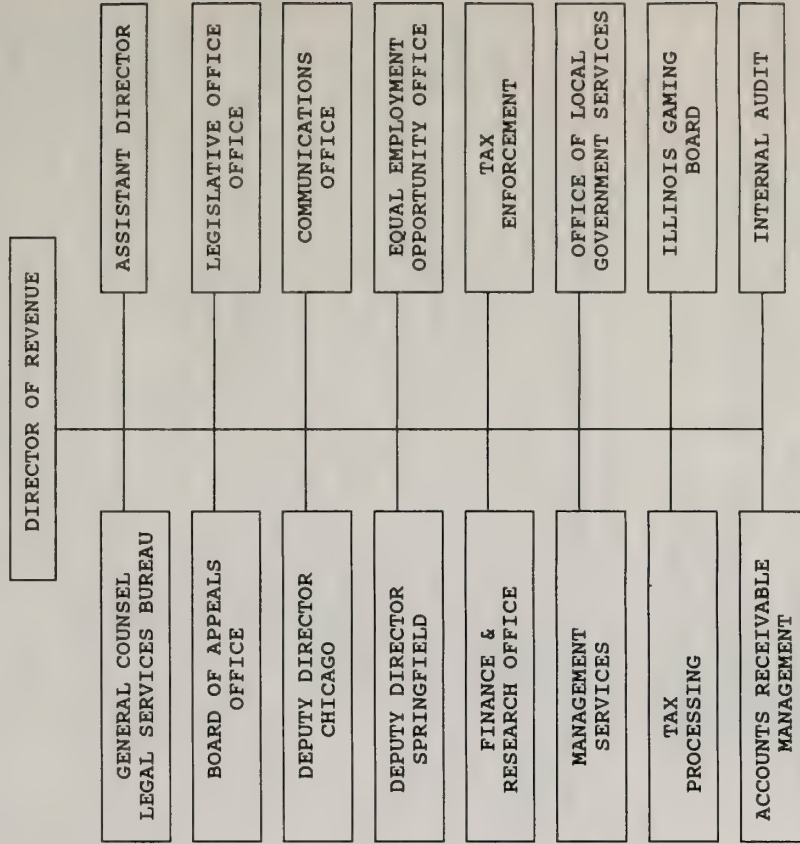 DIRECTOR OF REVENUE
GENERAL COUNSEL
LEGAL SERVICES BUREAU
ASSISTANT DIRECTOR
BOARD OF APPEALS
OFFICE
LEGISLATIVE OFFICE
OFFICE
DEPUTY DIRECTOR
CHICAGO
COMMUNICATIONS
OFFICE
DEPUTY DIRECTOR
SPRINGFIELD
EQUAL EMPLOYMENT
OPPORTUNITY OFFICE
FINANCE &
RESEARCH OFFICE
TAX
ENFORCEMENT
MANAGEMENT
SERVICES
OFFICE OF LOCAL
GOVERNMENT SERVICES
TAX
PROCESSING
ILLINOIS GAMING
BOARD
ACCOUNTS RECEIVABLE
MANAGEMENT
INTERNAL AUDIT